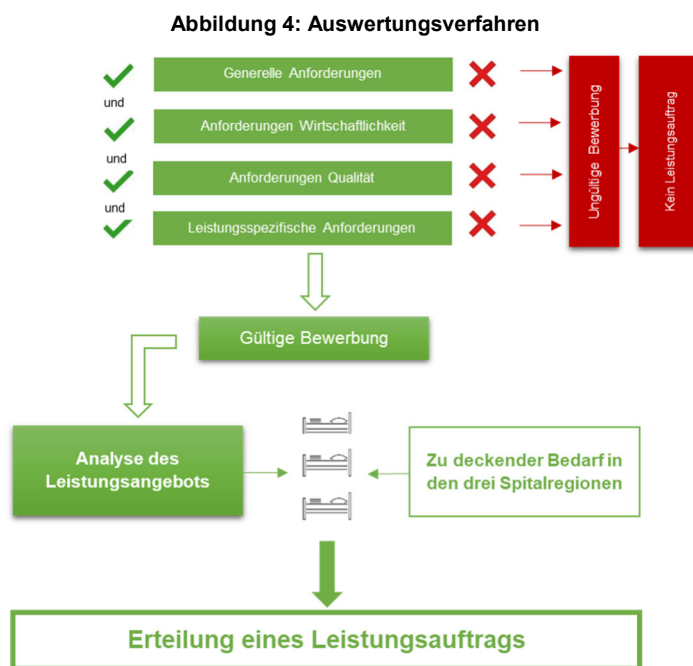 Abbildung 4: Auswertungsverfahren
Generelle Anforderungen
und
Anforderungen Wirtschaftlichkeit
und
Anforderungen Qualität
und
Leistungsspezifische Anforderungen
Ungültige Bewerbung
Kein Leistungsauftrag
Gültige Bewerbung
Analyse des
Leistungsangebots
Zu deckender Bedarf in
den drei Spitalregionen
Erteilung eines Leistungsauftrags